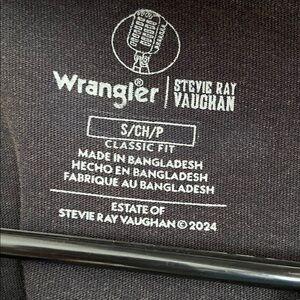 Wrangler® | STEVIE RAY VAUGHAN
S/CH/P
CLASSIC FIT
MADE IN BANGLADESH
HECHO EN BANGLADESH
FABRIQUE AU BANGLADESH
ESTATE OF
STEVIE RAY VAUGHAN © 2024